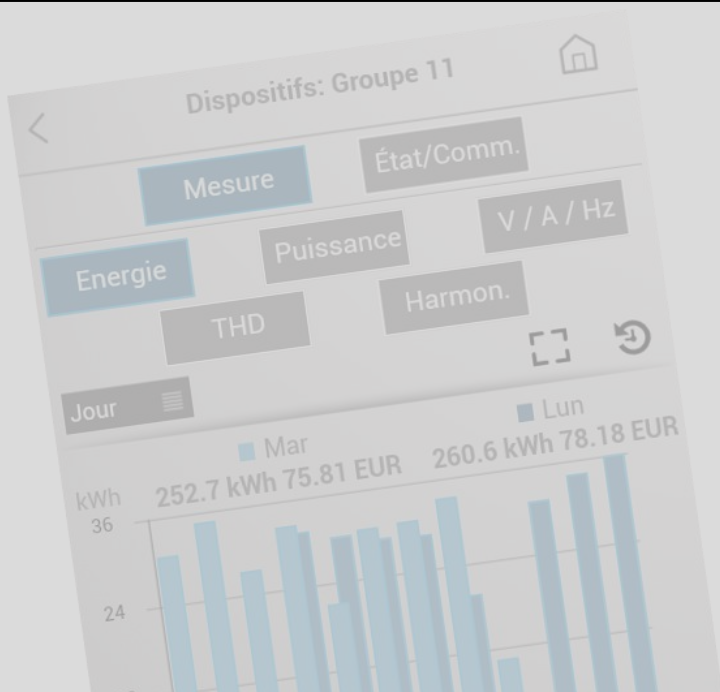 Dispositifs: Groupe 11
Mesure État/Comm.
Energie Puissance V / A / Hz
THD Harmon.
Jour
Mar Lun
kWh 252.7 kWh 75.81 EUR 260.6 kWh 78.18 EUR
36
24